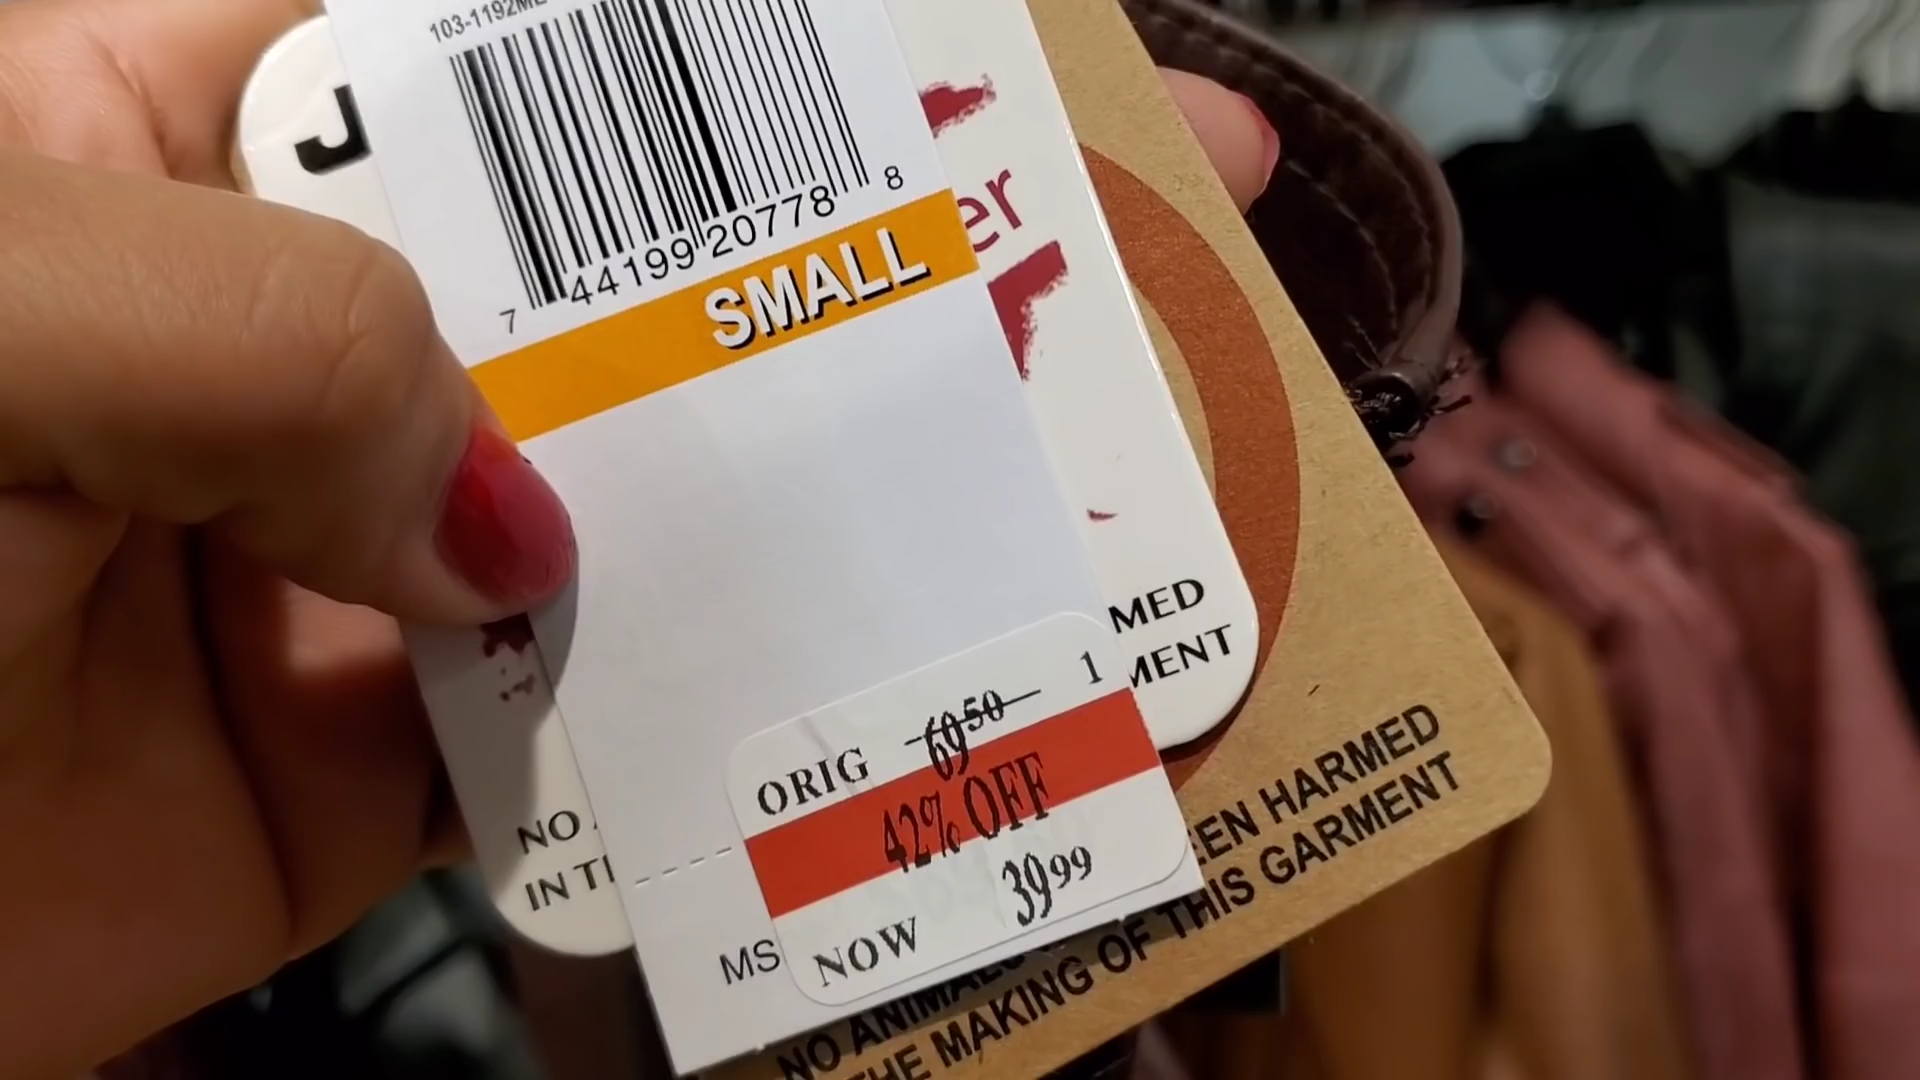 103-1192ME
J
7 44199 20778 8
SMALL
er
MED
MENT
1
ORIG 69.50
42% OFF
NOW 39.99
NO
IN T
MS
EEN HARMED
NO ANIMALS
THE MAKING OF THIS GARMENT